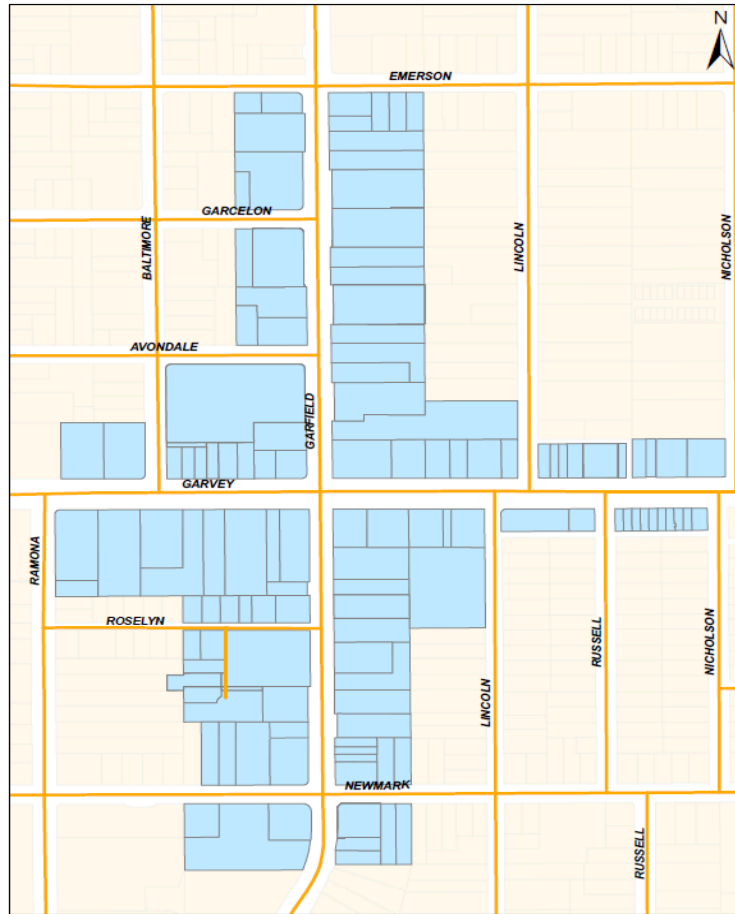 N
EMERSON
GARCELON
BALTIMORE
LINCOLN
NICHOLSON
AVONDALE
GARFIELD
GARVEY
RAMONA
ROSELYN
RUSSELL
NICHOLSON
LINCOLN
NEWMARK
RUSSELL